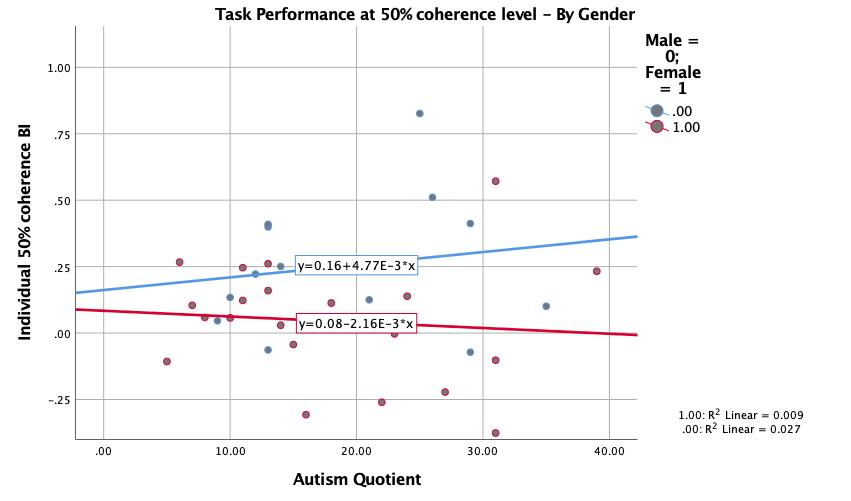 Task Performance at 50% coherence level – By Gender
Male =
0;
Female
= 1
.00
1.00
Individual 50% coherence BI
1.00
.75
.50
.25
.00
-.25
y=0.16+4.77E-3*x
y=0.08-2.16E-3*x
.00
10.00
20.00
30.00
40.00
Autism Quotient
1.00: R² Linear = 0.009
.00: R² Linear = 0.027